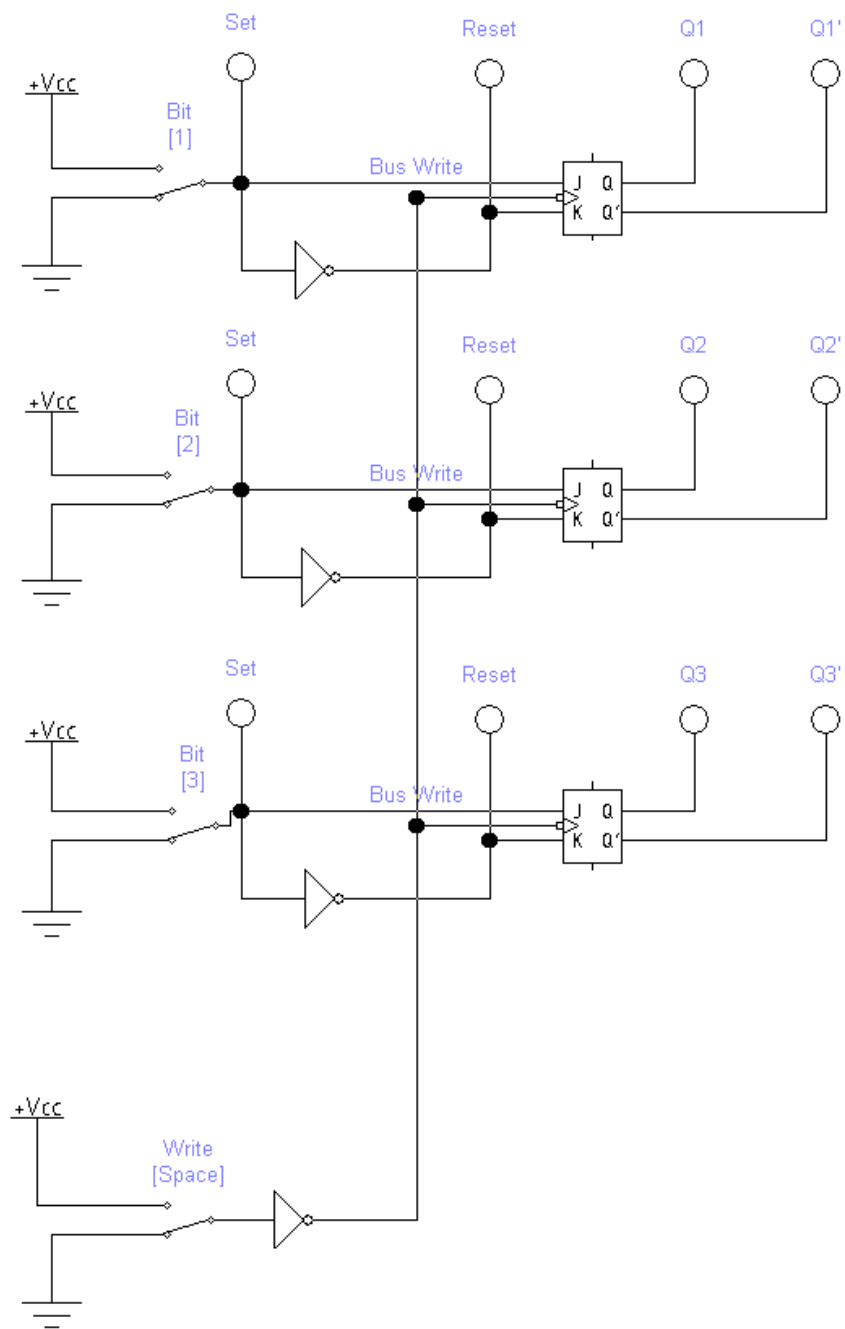 Set
Reset
Q1
Q1'
+Vcc
Bit
[1]
Bus Write
J Q
K Q'
Set
Reset
Q2
Q2'
+Vcc
Bit
[2]
Bus Write
J Q
K Q'
Set
Reset
Q3
Q3'
+Vcc
Bit
[3]
Bus Write
J Q
K Q'
+Vcc
Write
[Space]